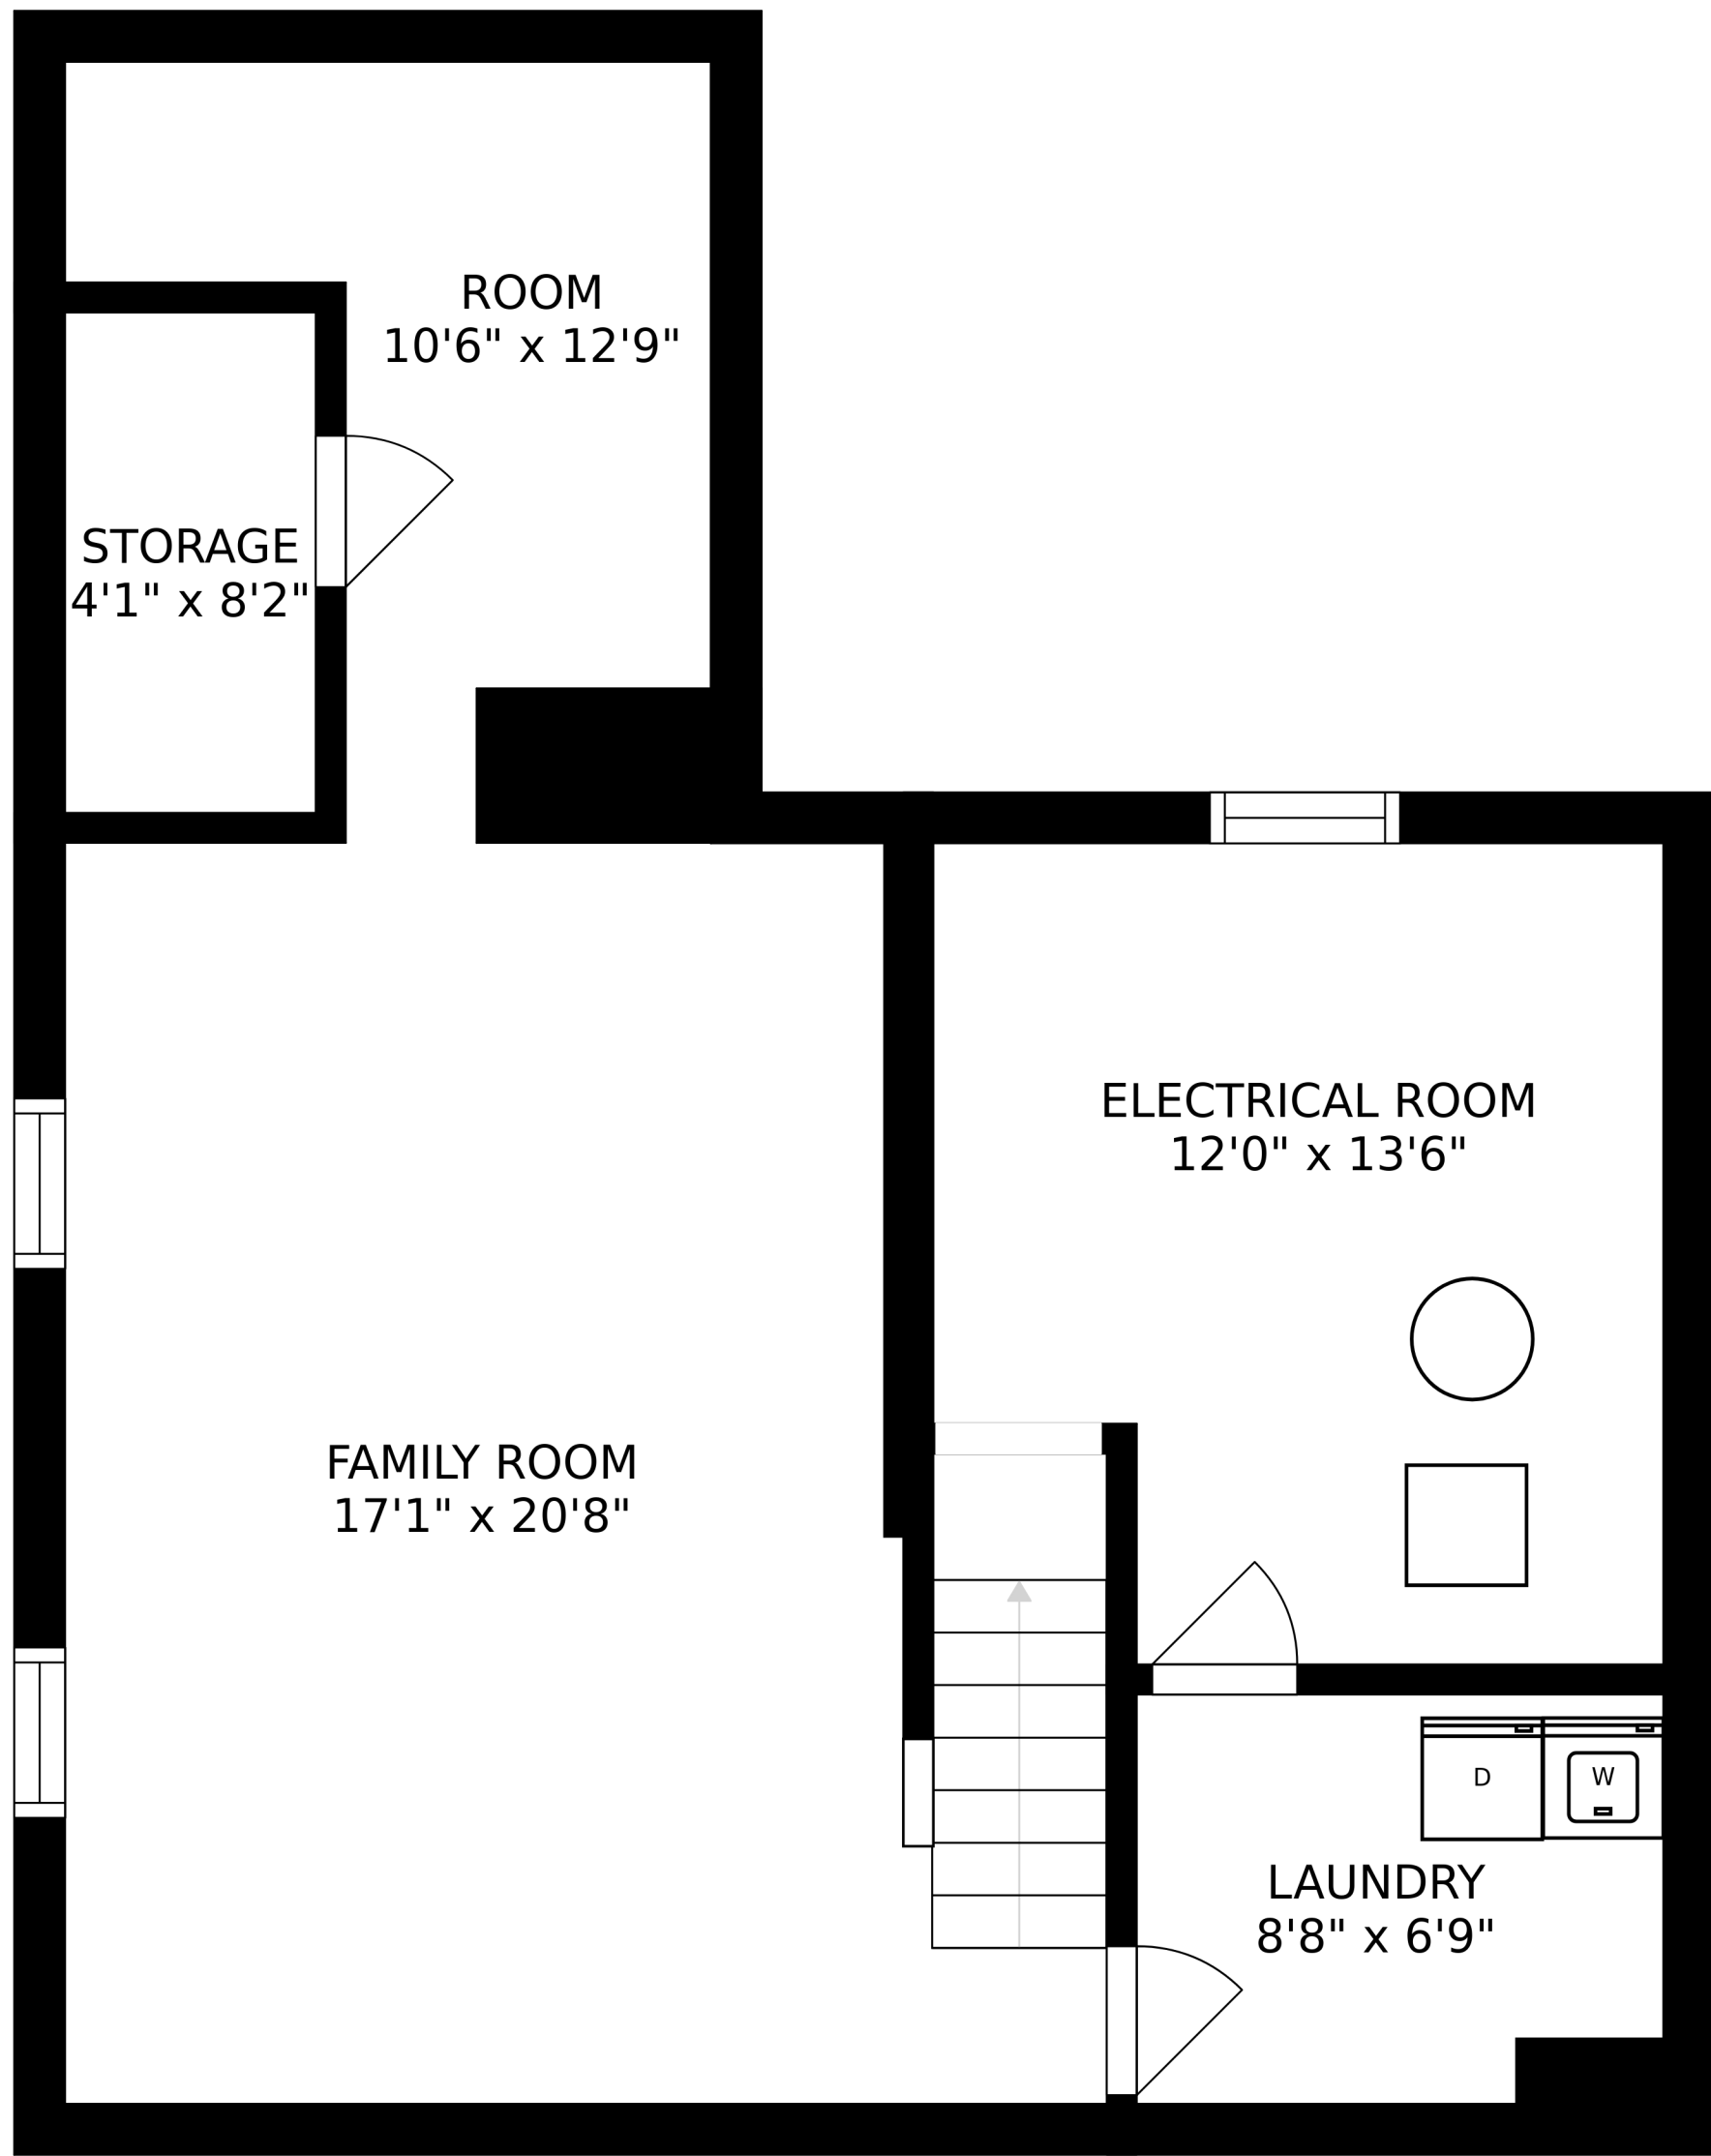 ROOM
10'6" x 12'9"
STORAGE
4'1" x 8'2"
ELECTRICAL ROOM
12'0" x 13'6"
FAMILY ROOM
17'1" x 20'8"
D
W
LAUNDRY
8'8" x 6'9"